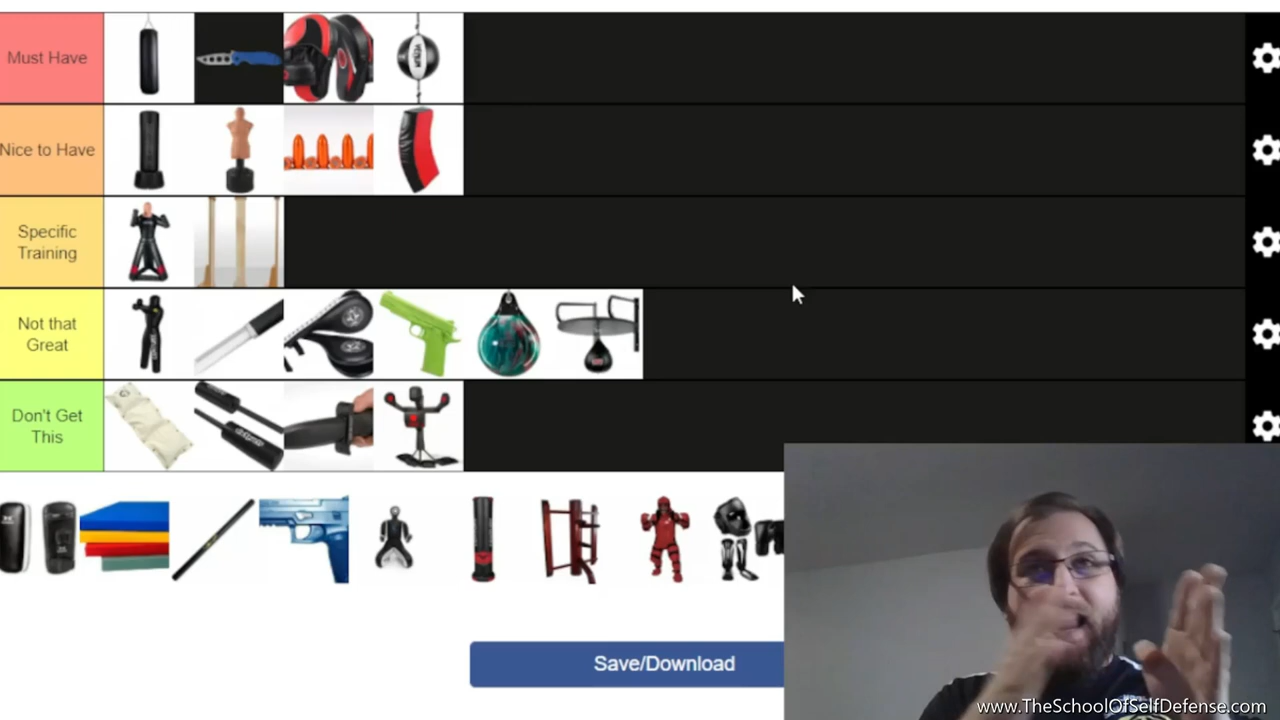 Must Have
Nice to Have
Specific
Training
Not that
Great
Don't Get
This
Save/Download
www.TheSchoolOfSelfDefense.com